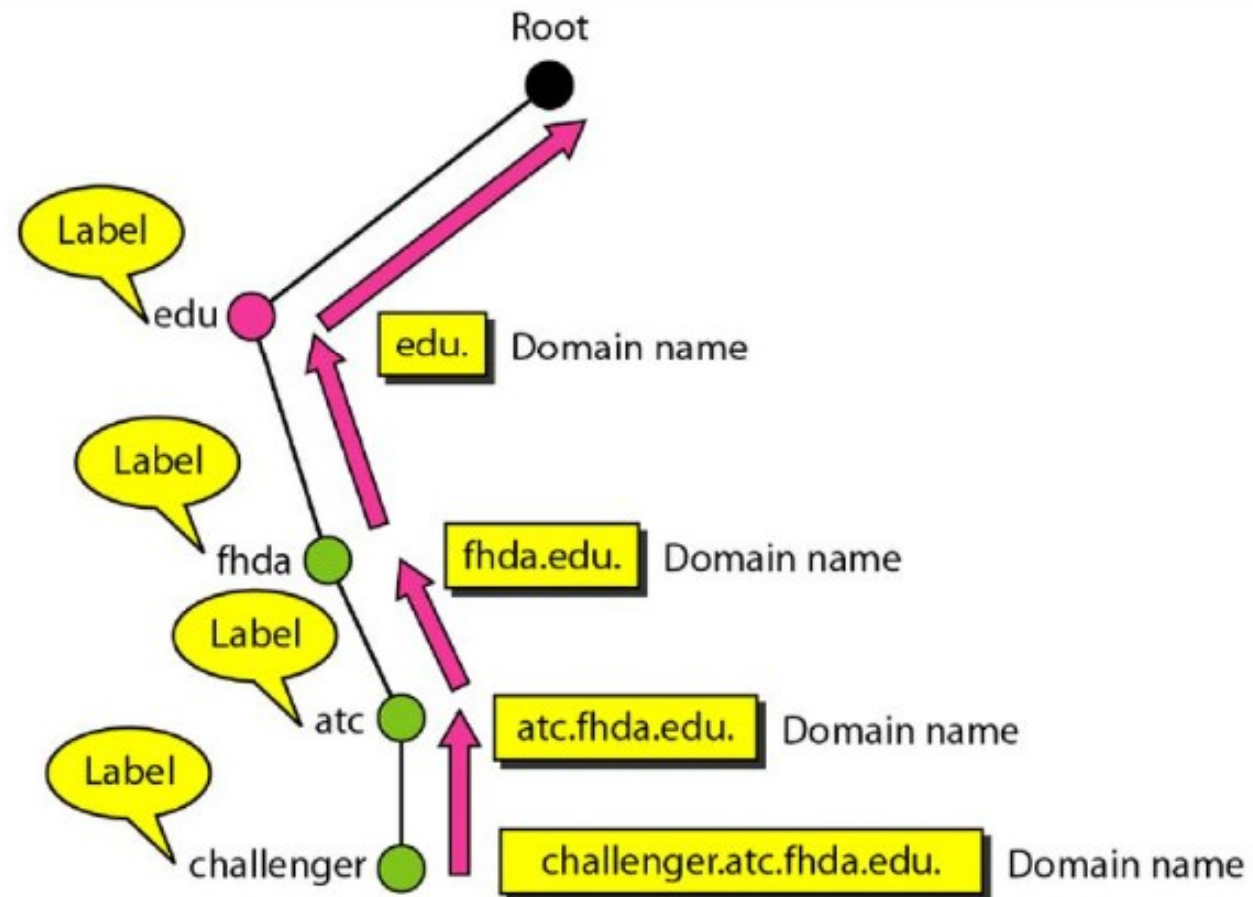 Root
Label
edu
edu. Domain name
Label
fhda
fhda.edu. Domain name
Label
atc
atc.fhda.edu. Domain name
Label
challenger
challenger.atc.fhda.edu. Domain name